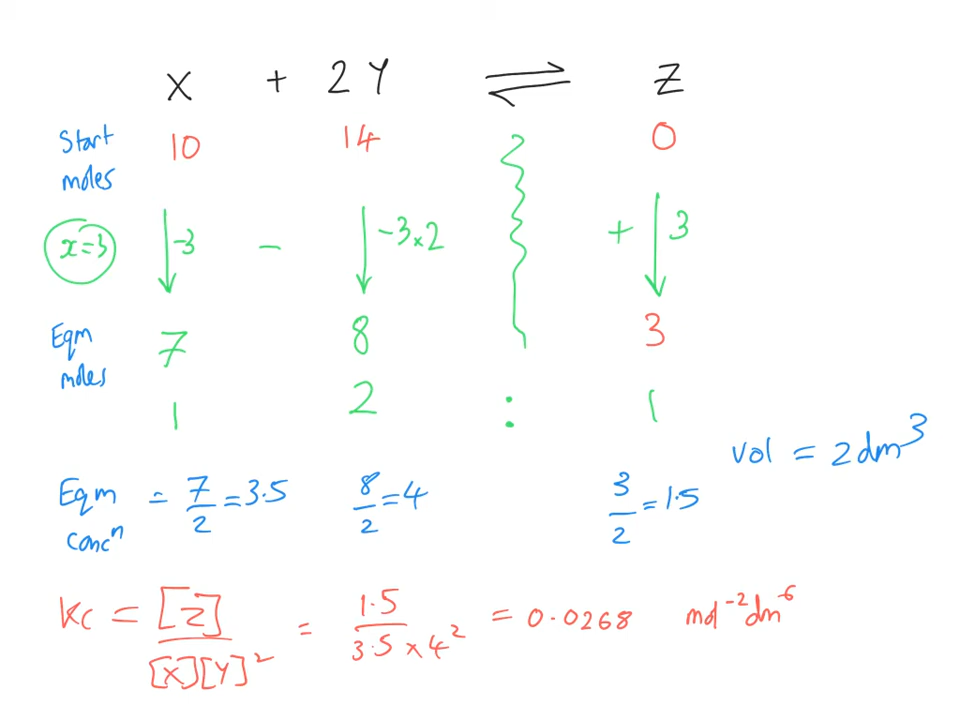 X + 2Y ⇌ Z
Start moles 10 14 0
x=3 -3 - -3×2 + 3
Eqm moles 7 8 3
1 2 : 1
vol = 2dm³
Eqm concⁿ = 7/2 = 3.5 8/2 = 4 3/2 = 1.5
Kc = [Z]/[X][Y]² = 1.5/3.5 × 4² = 0.0268 mol⁻²dm⁻⁶